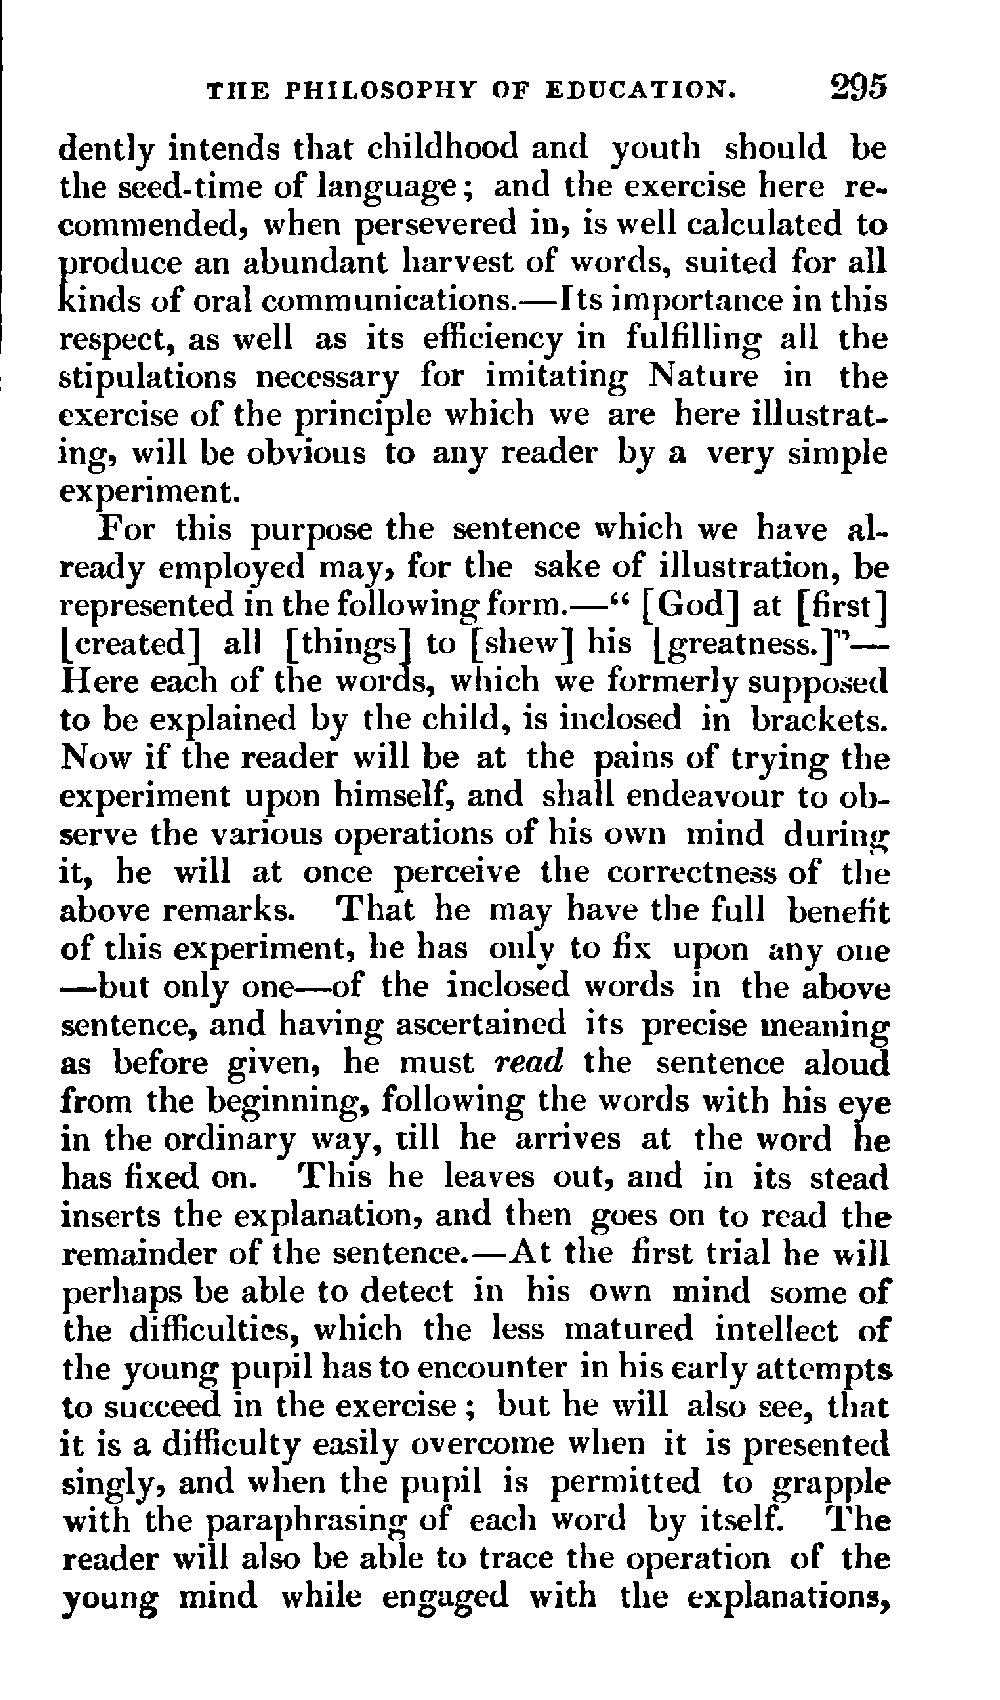 THE PHILOSOPHY OF EDUCATION. 295
dently intends that childhood and youth should be
the seed-time of language; and the exercise here re-
commended, when persevered in, is well calculated to
produce an abundant harvest of words, suited for all
kinds of oral communications.—Its importance in this
respect, as well as its efficiency in fulfilling all the
stipulations necessary for imitating Nature in the
exercise of the principle which we are here illustrat-
ing, will be obvious to any reader by a very simple
experiment.
For this purpose the sentence which we have al-
ready employed may, for the sake of illustration, be
represented in the following form.—“ [God] at [first]
[created] all [things] to [shew] his [greatness.]”—
Here each of the words, which we formerly supposed
to be explained by the child, is inclosed in brackets.
Now if the reader will be at the pains of trying the
experiment upon himself, and shall endeavour to ob-
serve the various operations of his own mind during
it, he will at once perceive the correctness of the
above remarks. That he may have the full benefit
of this experiment, he has only to fix upon any one
—but only one—of the inclosed words in the above
sentence, and having ascertained its precise meaning
as before given, he must read the sentence aloud
from the beginning, following the words with his eye
in the ordinary way, till he arrives at the word he
has fixed on. This he leaves out, and in its stead
inserts the explanation, and then goes on to read the
remainder of the sentence.—At the first trial he will
perhaps be able to detect in his own mind some of
the difficulties, which the less matured intellect of
the young pupil has to encounter in his early attempts
to succeed in the exercise; but he will also see, that
it is a difficulty easily overcome when it is presented
singly, and when the pupil is permitted to grapple
with the paraphrasing of each word by itself. The
reader will also be able to trace the operation of the
young mind while engaged with the explanations,